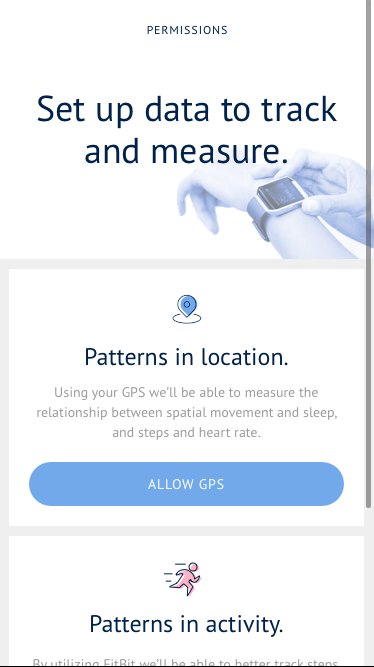 PERMISSIONS
Set up data to track
and measure.
Patterns in location.
Using your GPS we'll be able to measure the
relationship between spatial movement and sleep,
and steps and heart rate.
ALLOW GPS
Patterns in activity.
By utilizing FitBit we'll be able to better track steps